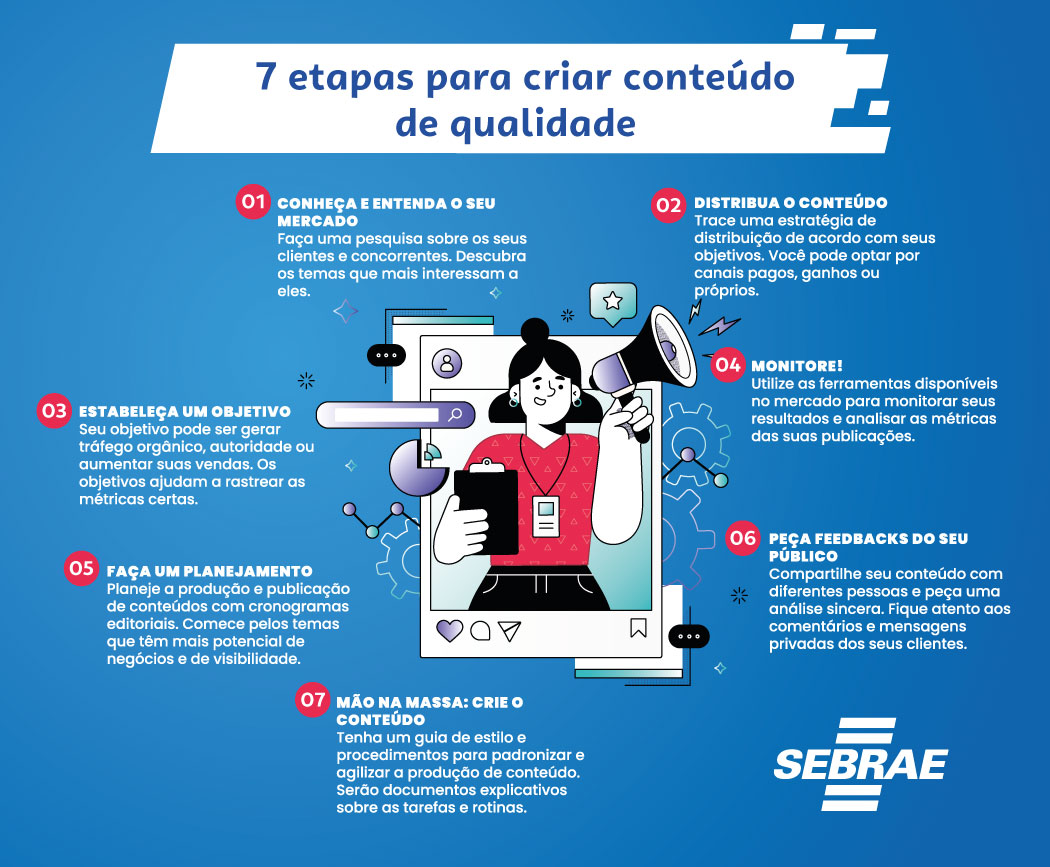 7 etapas para criar conteúdo
de qualidade
01
CONHEÇA E ENTENDA O SEU
MERCADO
Faça uma pesquisa sobre os seus
clientes e concorrentes. Descubra
os temas que mais interessam a
eles.
02
DISTRIBUA O CONTEÚDO
Trace uma estratégia de
distribuição de acordo com seus
objetivos. Você pode optar por
canais pagos, ganhos ou
próprios.
03
ESTABELEÇA UM OBJETIVO
Seu objetivo pode ser gerar
tráfego orgânico, autoridade ou
aumentar suas vendas. Os
objetivos ajudam a rastrear as
métricas certas.
04
MONITORE!
Utilize as ferramentas disponíveis
no mercado para monitorar seus
resultados e analisar as métricas
das suas publicações.
05
FAÇA UM PLANEJAMENTO
Planeje a produção e publicação
de conteúdos com cronogramas
editoriais. Comece pelos temas
que têm mais potencial de
negócios e de visibilidade.
06
PEÇA FEEDBACKS DO SEU
PÚBLICO
Compartilhe seu conteúdo com
diferentes pessoas e peça uma
análise sincera. Fique atento aos
comentários e mensagens
privadas dos seus clientes.
07
MÃO NA MASSA: CRIE O
CONTEÚDO
Tenha um guia de estilo e
procedimentos para padronizar e
agilizar a produção de conteúdo.
Serão documentos explicativos
sobre as tarefas e rotinas.
SEBRAE